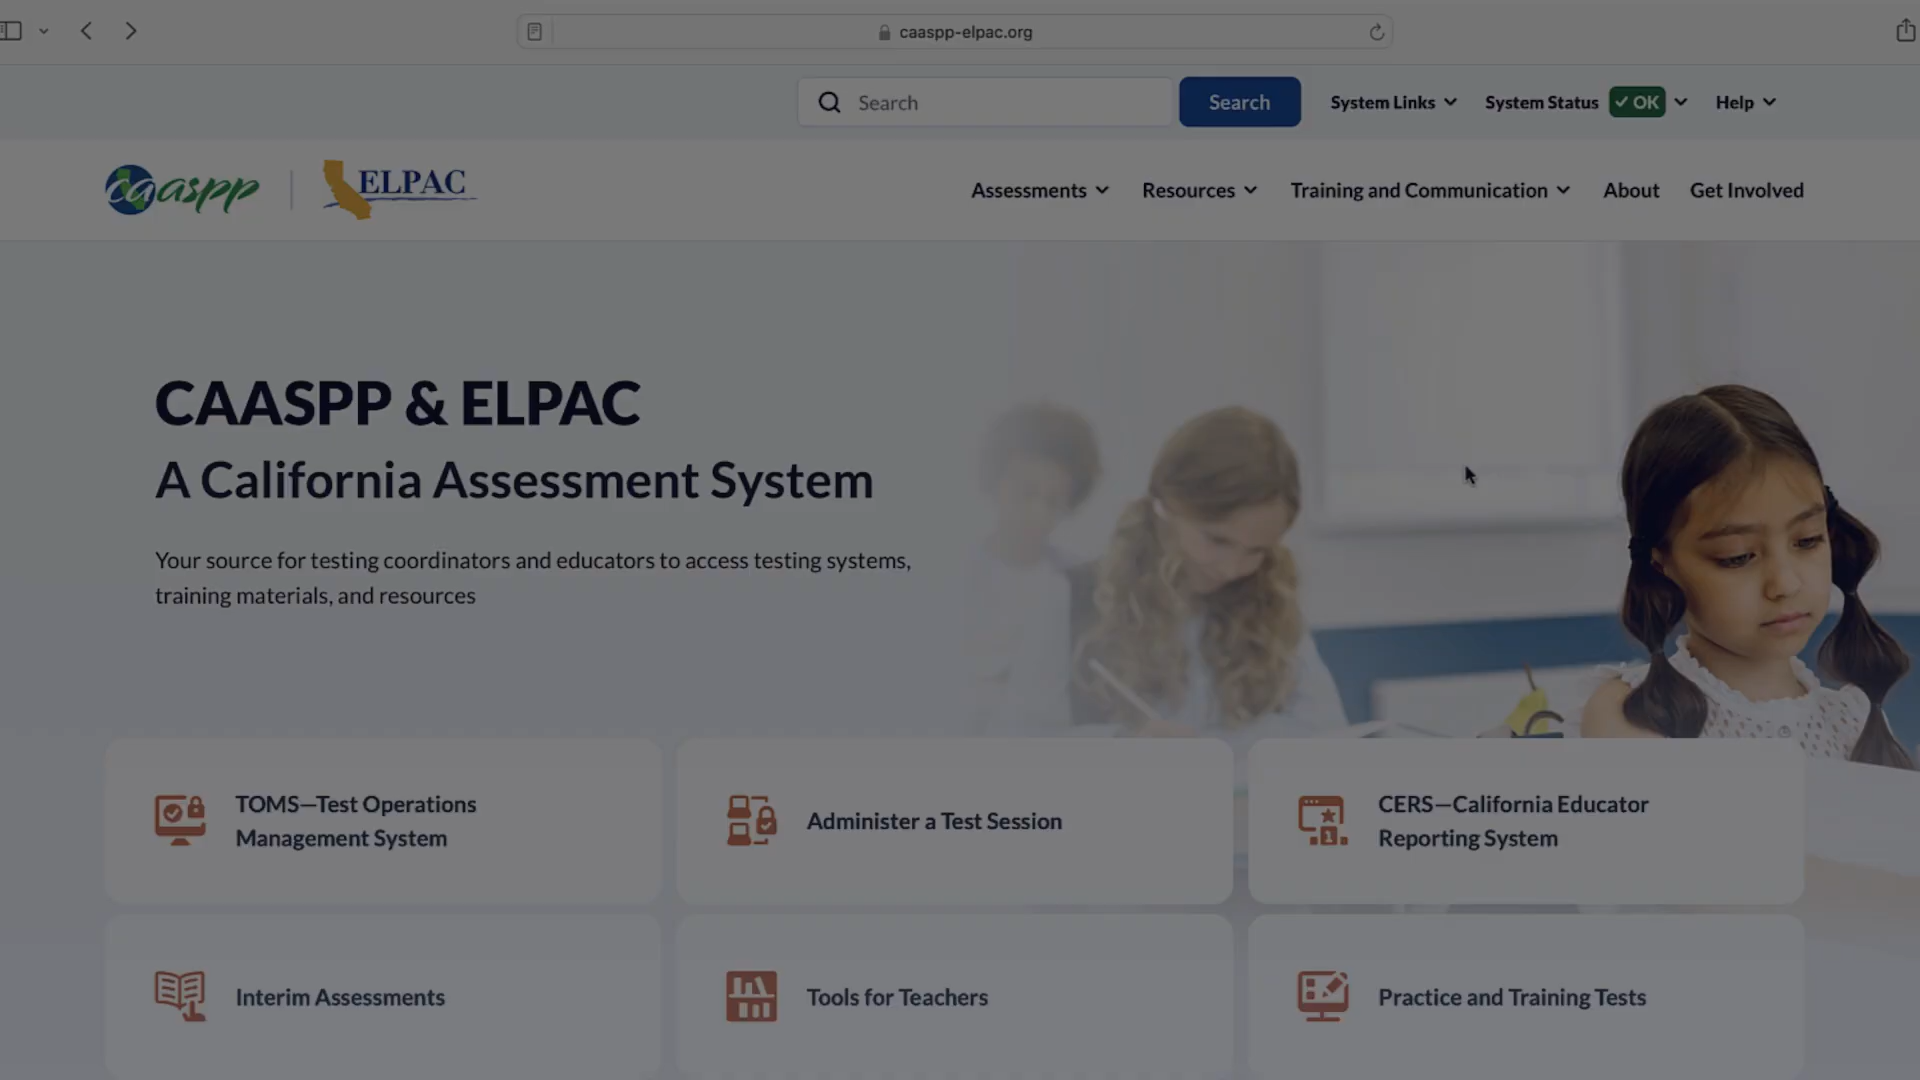 caaspp-elpac.org
Search
Search
System Links
System Status
OK
Help
caaspp
ELPAC
Assessments
Resources
Training and Communication
About
Get Involved
CAASPP & ELPAC
A California Assessment System
Your source for testing coordinators and educators to access testing systems,
training materials, and resources
TOMS—Test Operations
Management System
Administer a Test Session
CERS—California Educator
Reporting System
Interim Assessments
Tools for Teachers
Practice and Training Tests